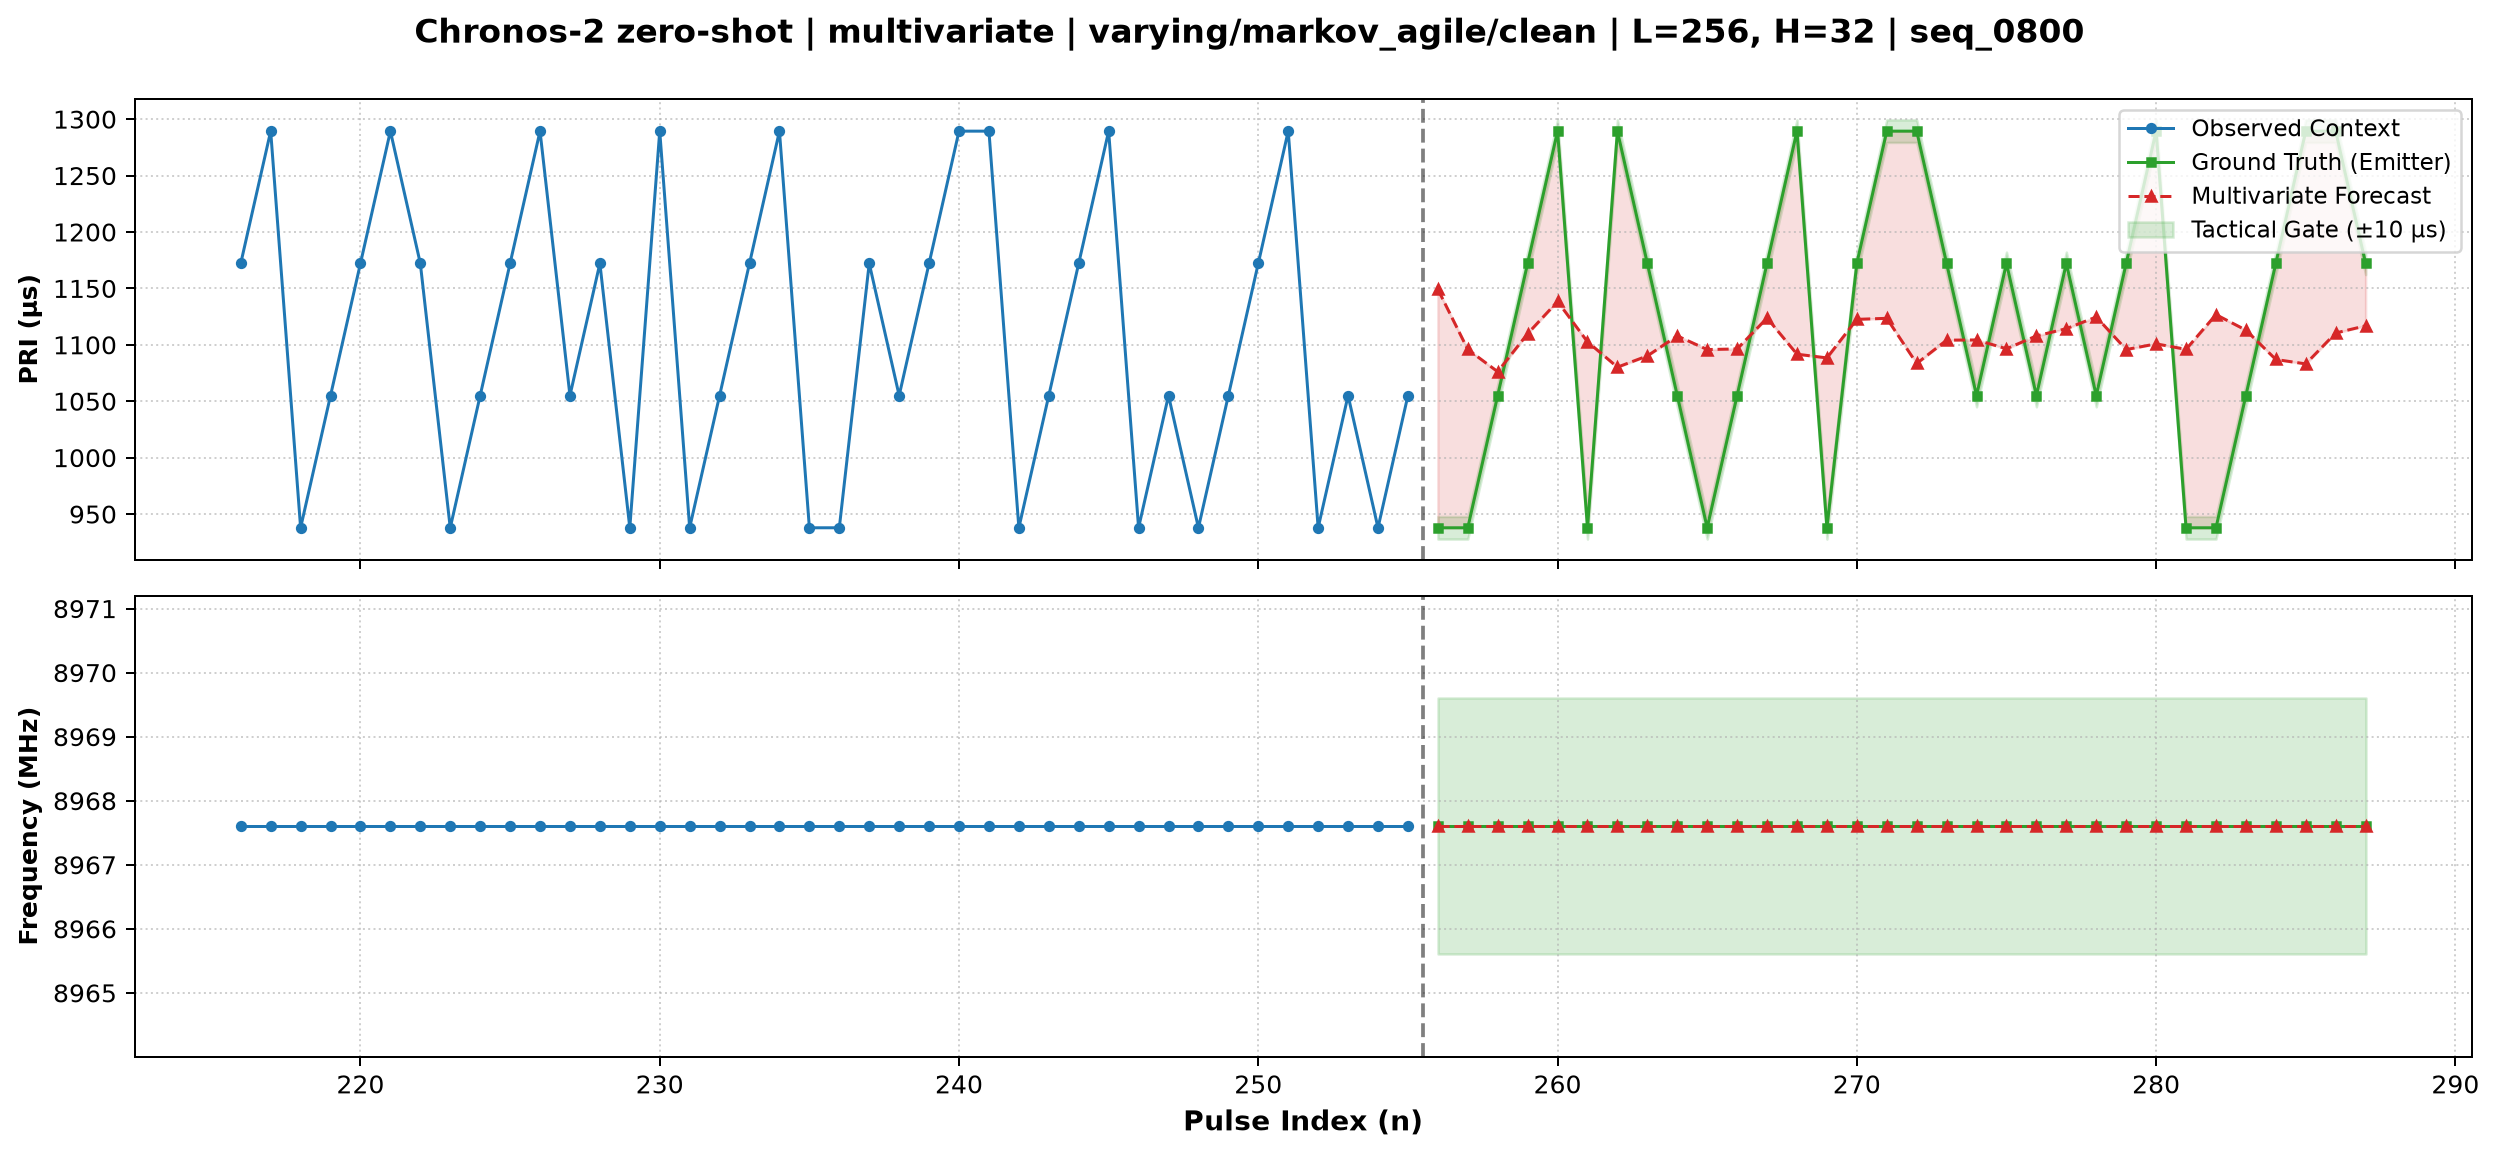 Chronos-2 zero-shot | multivariate | varying/markov_agile/clean | L=256, H=32 | seq_0800
PRI (µs)
1300
1250
1200
1150
1100
1050
1000
950
Observed Context
Ground Truth (Emitter)
Multivariate Forecast
Tactical Gate (±10 µs)
Frequency (MHz)
8971
8970
8969
8968
8967
8966
8965
220 230 240 250 260 270 280 290
Pulse Index (n)